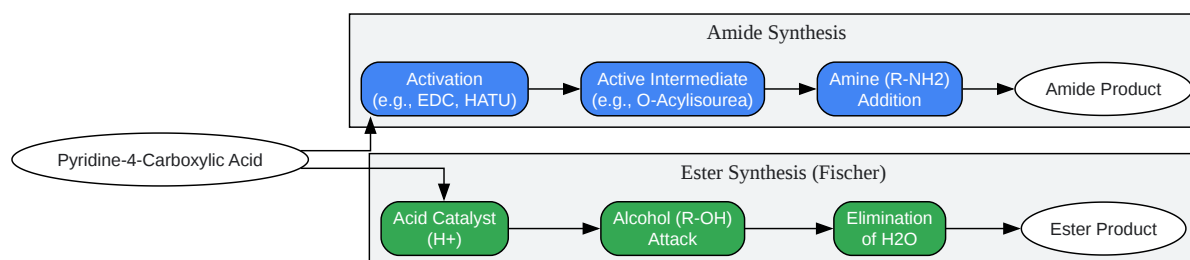 Amide Synthesis
Activation
(e.g., EDC, HATU)
Active Intermediate
(e.g., O-Acylisourea)
Amine (R-NH2)
Addition
Amide Product
Pyridine-4-Carboxylic Acid
Ester Synthesis (Fischer)
Acid Catalyst
(H+)
Alcohol (R-OH)
Attack
Elimination
of H2O
Ester Product